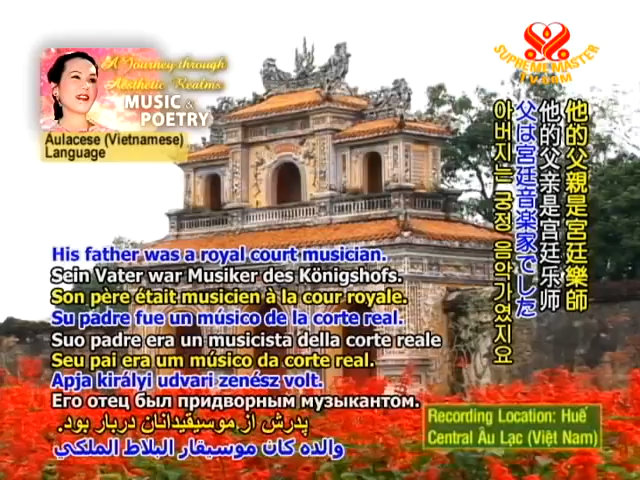 A Journey through
Aesthetic Realms
MUSIC &
POETRY
Aulacese (Vietnamese)
Language
SUPREME MASTER
TV.COM
他的父親是宮廷樂師
他的父亲是宫廷乐师
父は宮廷音楽家でした
아버지는 궁정 음악가였지요
His father was a royal court musician.
Sein Vater war Musiker des Königshofs.
Son père était musicien à la cour royale.
Su padre fue un músico de la corte real.
Suo padre era un musicista della corte reale
Seu pai era um músico da corte real.
Apja királyi udvari zenész volt.
Его отец был придворным музыкантом.
پدرش از موسیقیدانان دربار بود.
والده كان موسيقار البلاط الملكي
Recording Location: Huế
Central Âu Lạc (Việt Nam)